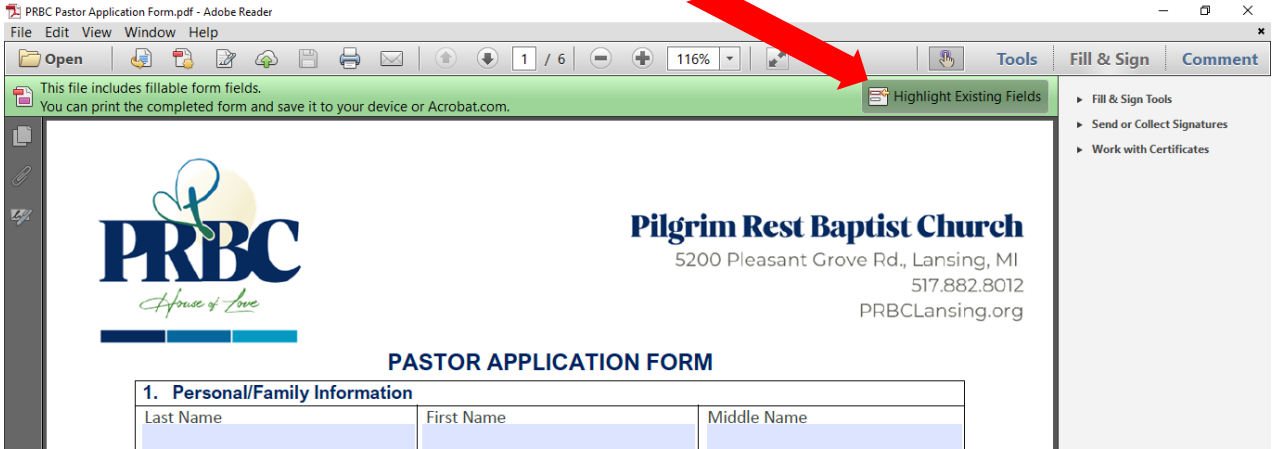 PRBC Pastor Application Form.pdf - Adobe Reader
File Edit View Window Help
Open 1 / 6 116% Tools Fill & Sign Comment
This file includes fillable form fields.
You can print the completed form and save it to your device or Acrobat.com.
Highlight Existing Fields
Fill & Sign Tools
Send or Collect Signatures
Work with Certificates
PRBC
House of Love
Pilgrim Rest Baptist Church
5200 Pleasant Grove Rd., Lansing, MI
517.882.8012
PRBCLansing.org
PASTOR APPLICATION FORM
1. Personal/Family Information
Last Name First Name Middle Name